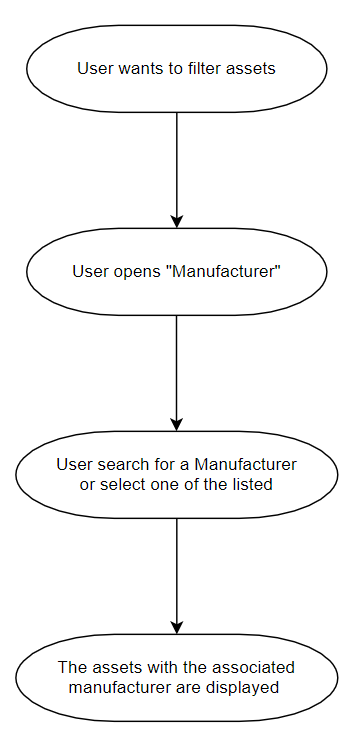 User wants to filter assets
User opens "Manufacturer"
User search for a Manufacturer
or select one of the listed
The assets with the associated
manufacturer are displayed